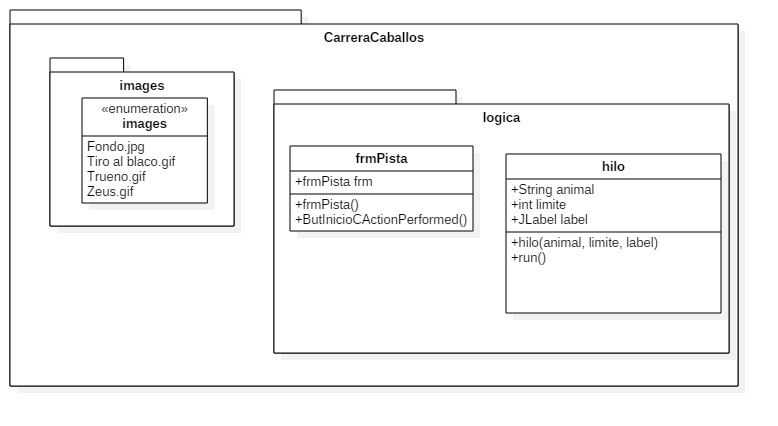 CarreraCaballos
images
«enumeration»
images
Fondo.jpg
Tiro al blaco.gif
Trueno.gif
Zeus.gif
logica
frmPista
+frmPista frm
+frmPista()
+ButInicioCActionPerformed()
hilo
+String animal
+int limite
+JLabel label
+hilo(animal, limite, label)
+run()